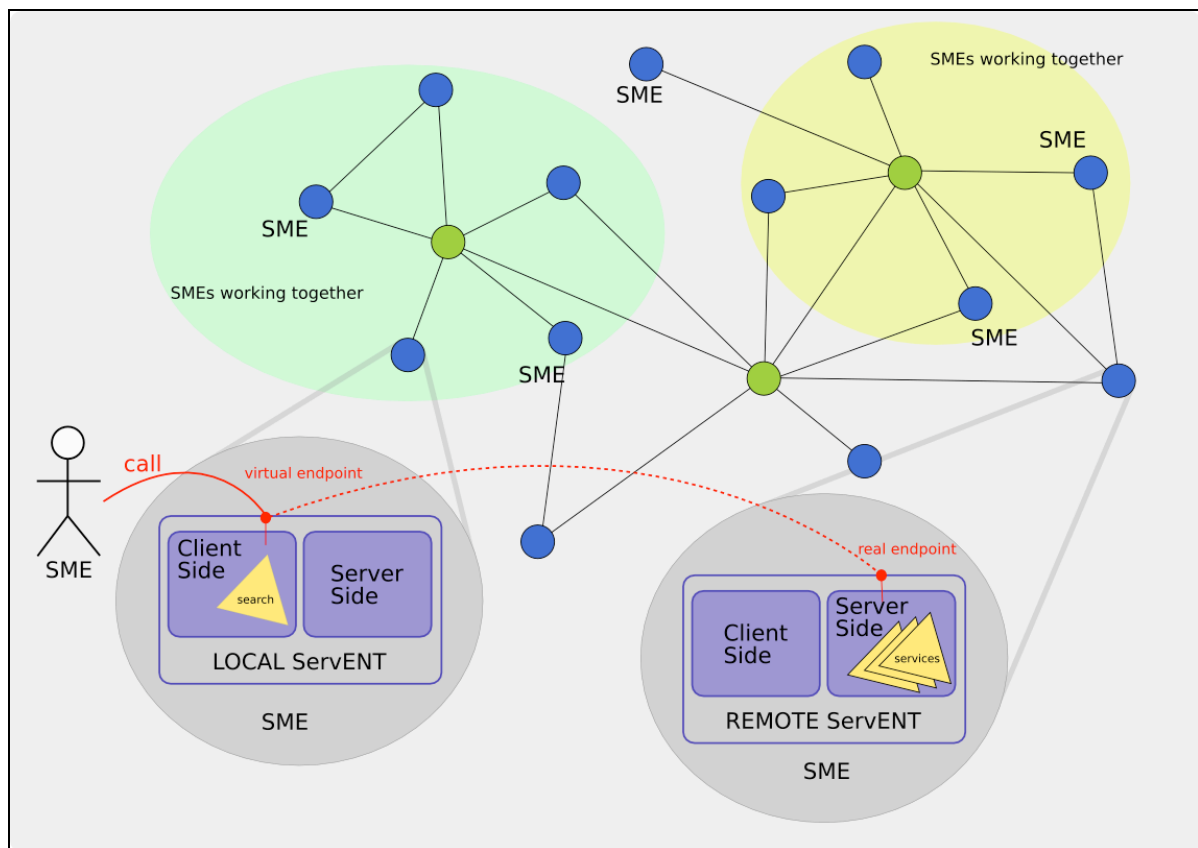 SMEs working together
SME
SME
SME
SMEs working together
SME
SME
call
virtual endpoint
SME
Client
Side
search
Server
Side
LOCAL ServENT
SME
real endpoint
Client
Side
Server
Side
services
REMOTE ServENT
SME